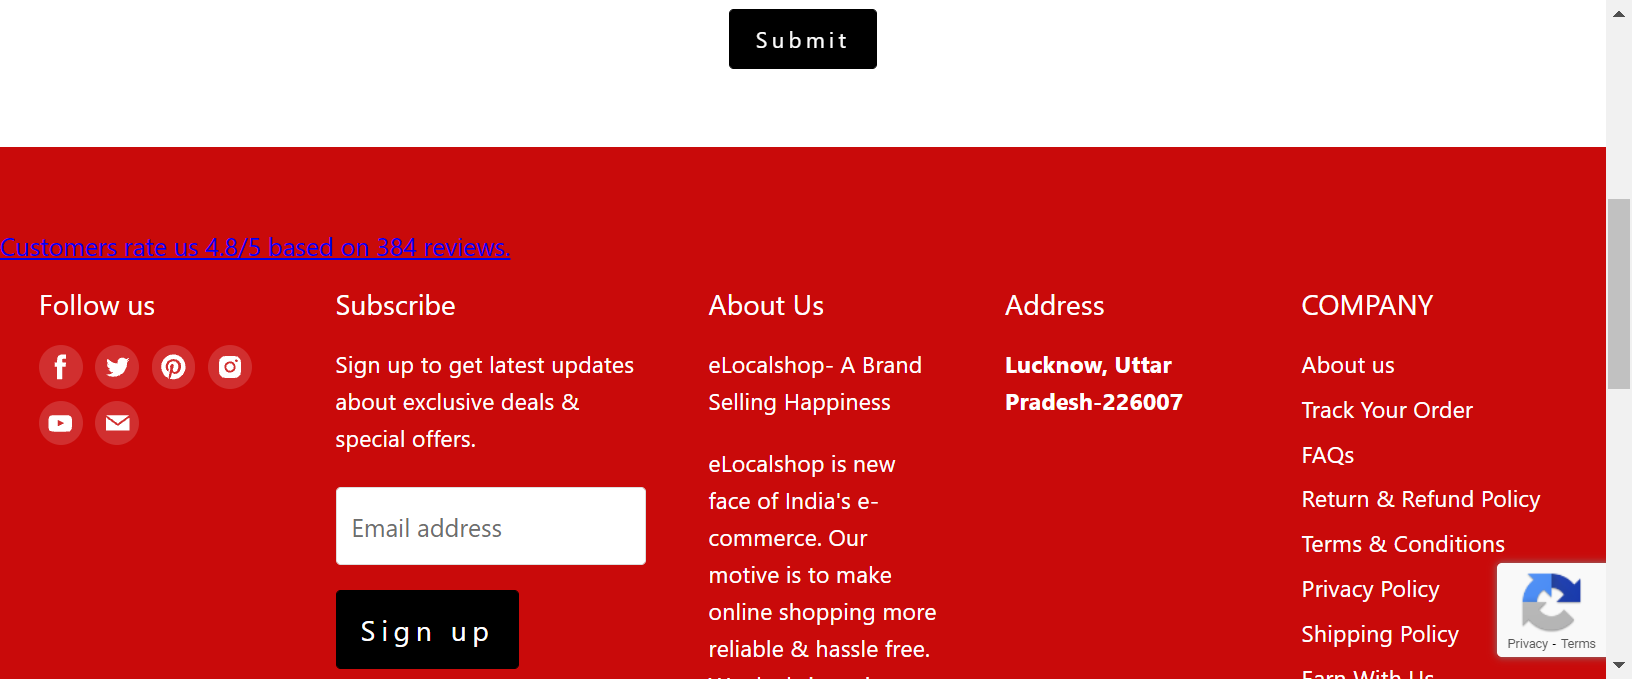 Submit
Customers rate us 4.8/5 based on 384 reviews.
Follow us
Subscribe
Sign up to get latest updates
about exclusive deals &
special offers.
Email address
Sign up
About Us
eLocalshop- A Brand
Selling Happiness
eLocalshop is new
face of India's e-
commerce. Our
motive is to make
online shopping more
reliable & hassle free.
Address
Lucknow, Uttar
Pradesh-226007
COMPANY
About us
Track Your Order
FAQs
Return & Refund Policy
Terms & Conditions
Privacy Policy
Shipping Policy
Earn With Us
Privacy - Terms